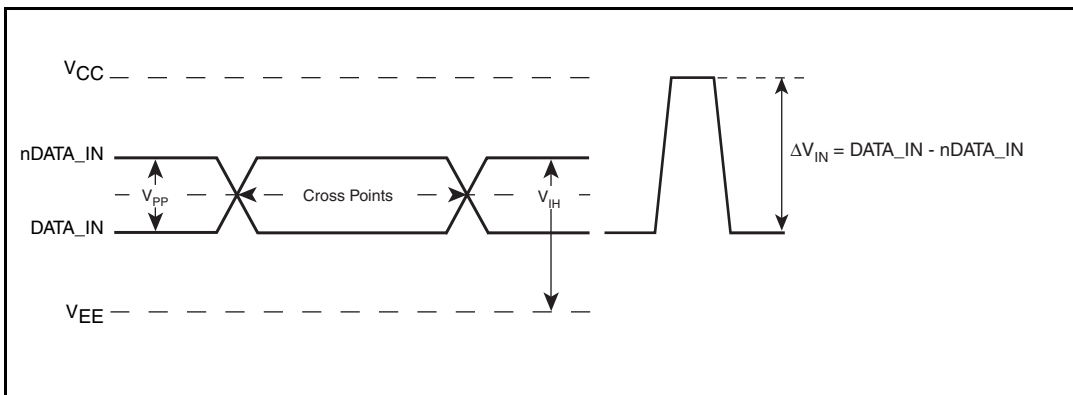 VCC
nDATA_IN
VPP
Cross Points
VIH
DATA_IN
VEE
ΔVIN = DATA_IN - nDATA_IN